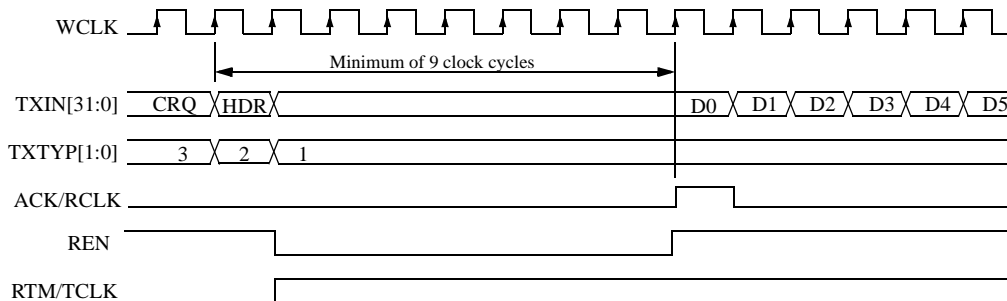 WCLK
Minimum of 9 clock cycles
TXIN[31:0] CRQ HDR D0 D1 D2 D3 D4 D5
TXTYP[1:0] 3 2 1
ACK/RCLK
REN
RTM/TCLK